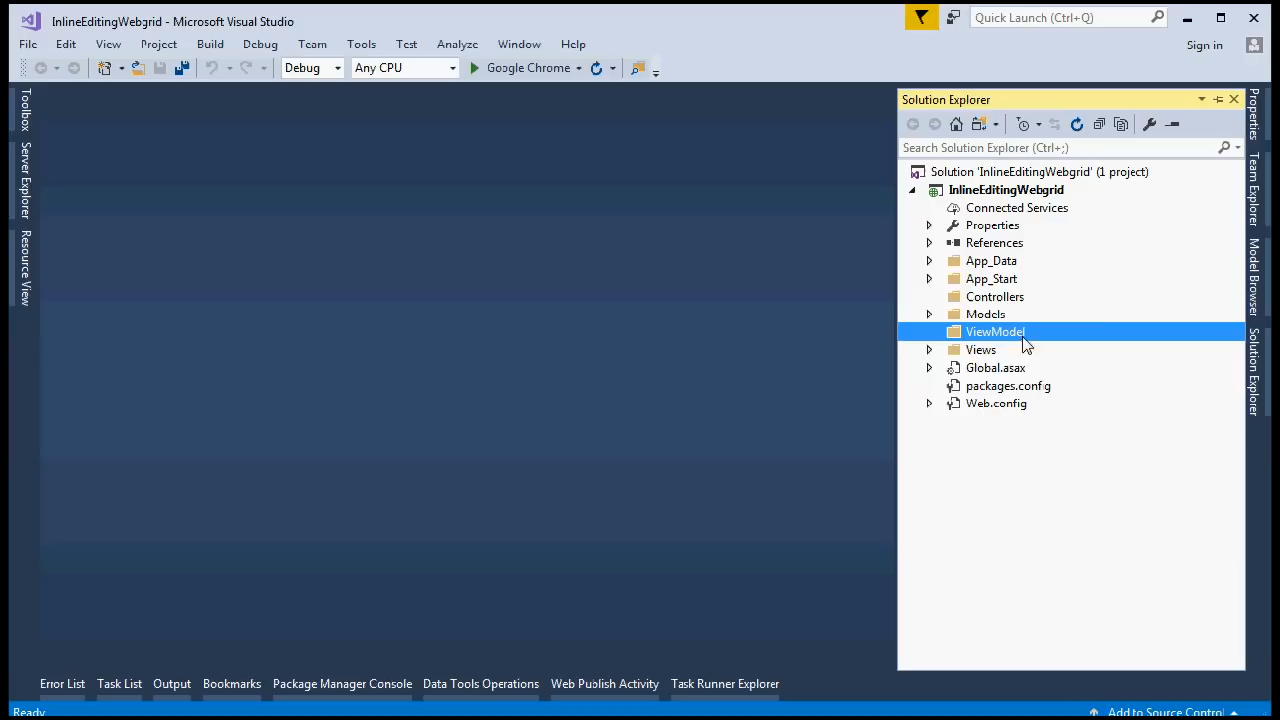 InlineEditingWebgrid - Microsoft Visual Studio
Quick Launch (Ctrl+Q)
File Edit View Project Build Debug Team Tools Test Analyze Window Help
Sign in
Debug Any CPU Google Chrome
Toolbox
Server Explorer
Resource View
Solution Explorer
Search Solution Explorer (Ctrl+;)
Solution 'InlineEditingWebgrid' (1 project)
InlineEditingWebgrid
Connected Services
Properties
References
App_Data
App_Start
Controllers
Models
ViewModel
Views
Global.asax
packages.config
Web.config
Properties
Team Explorer
Model Browser
Solution Explorer
Error List Task List Output Bookmarks Package Manager Console Data Tools Operations Web Publish Activity Task Runner Explorer
Ready Add to Source Control